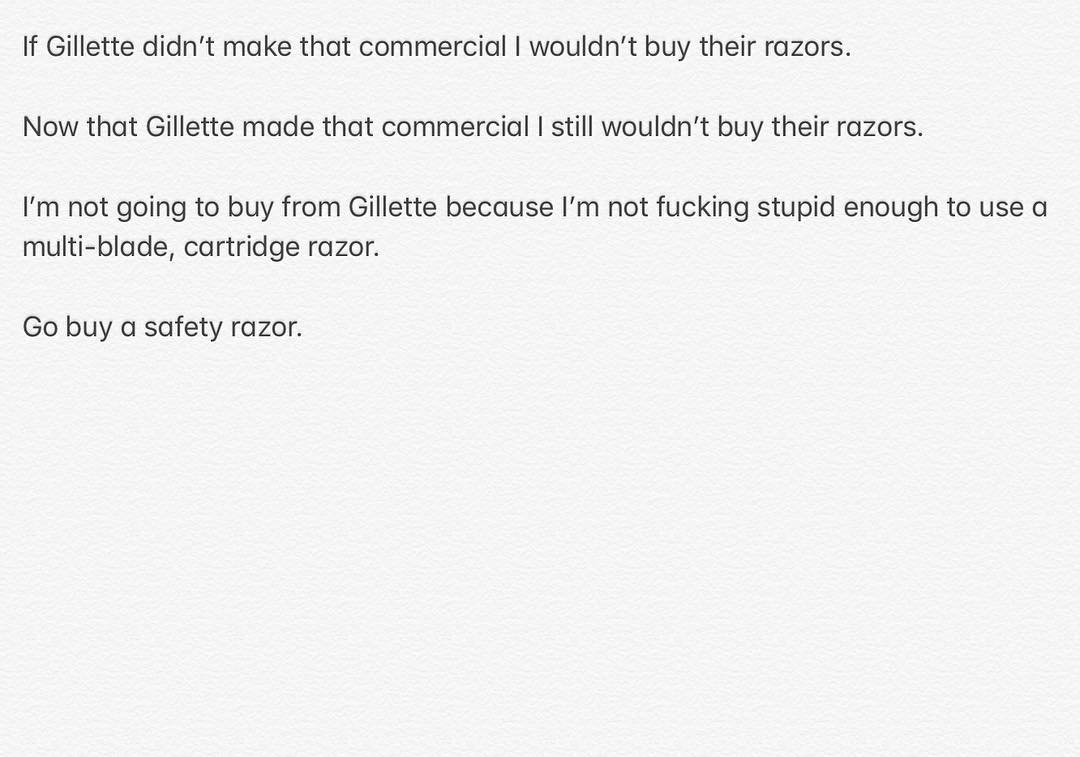 If Gillette didn’t make that commercial I wouldn’t buy their razors.
Now that Gillette made that commercial I still wouldn’t buy their razors.
I’m not going to buy from Gillette because I’m not fucking stupid enough to use a
multi-blade, cartridge razor.
Go buy a safety razor.